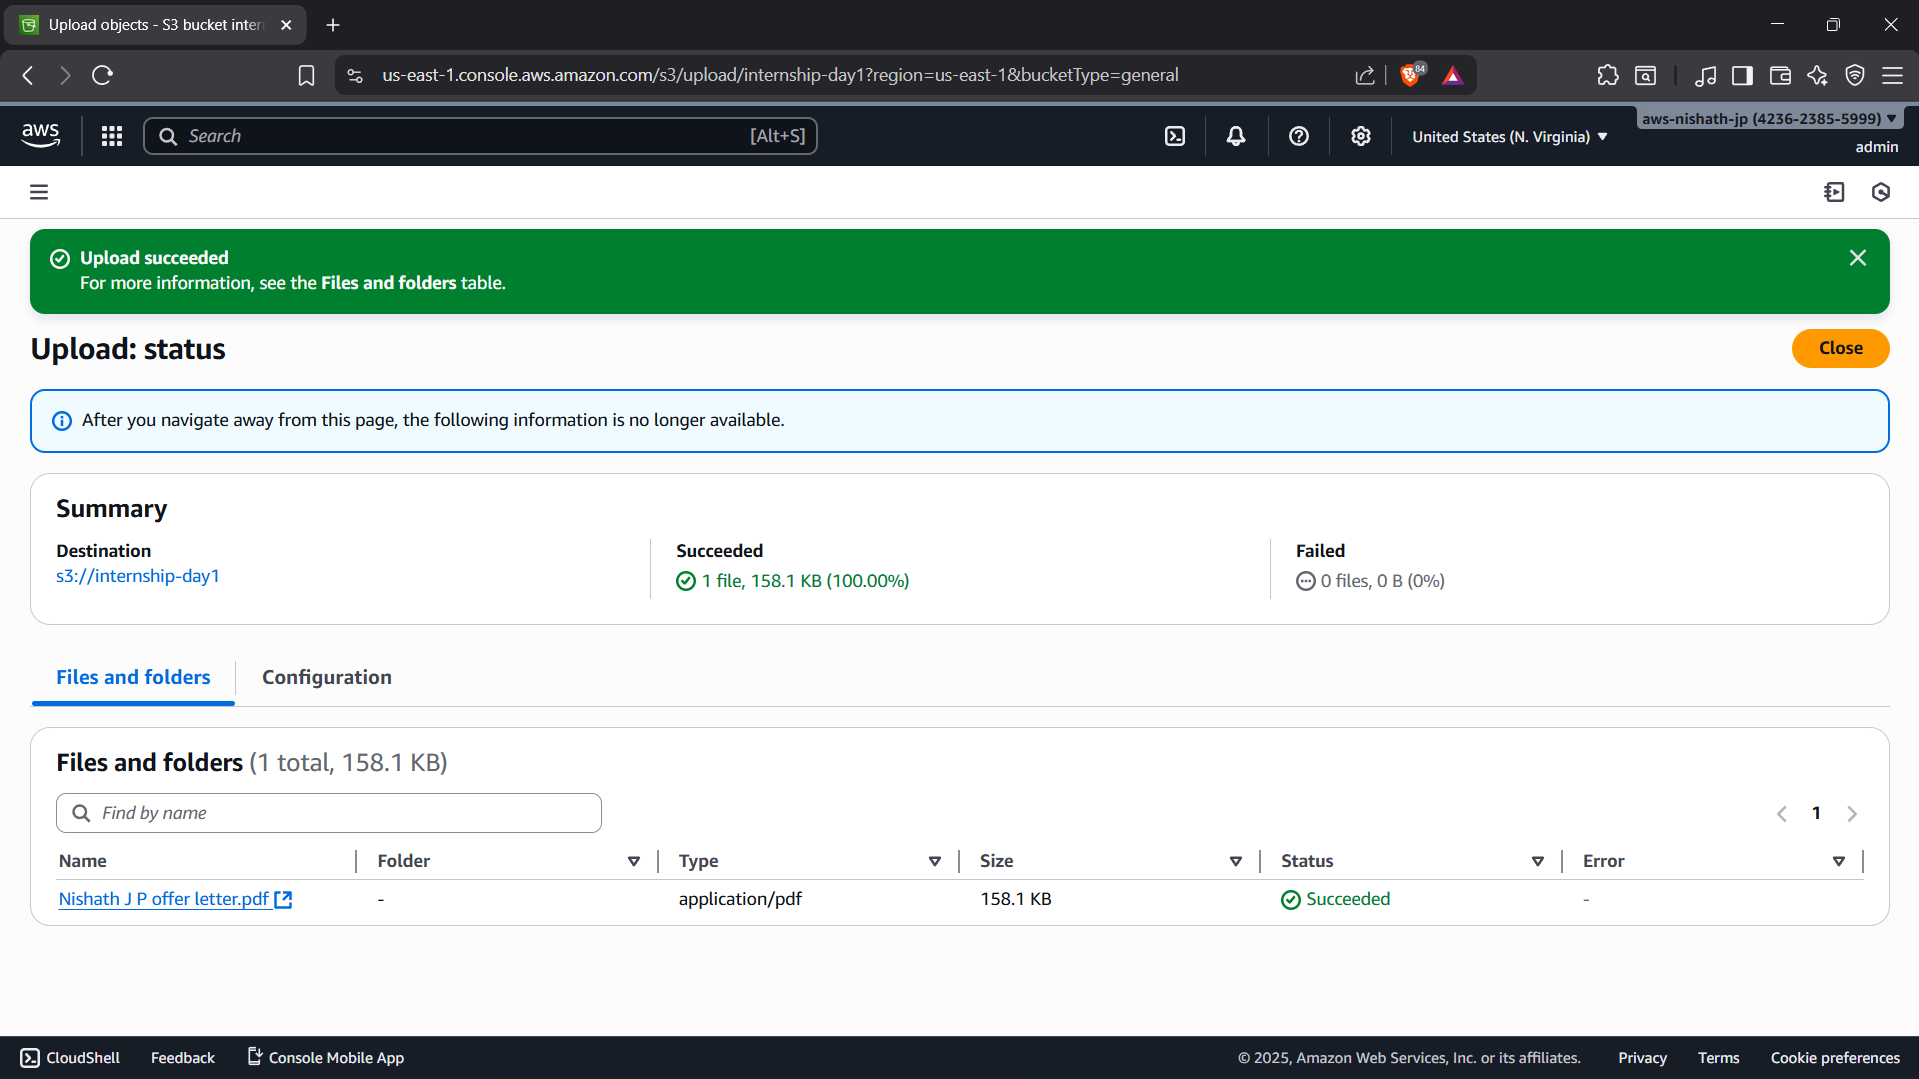 Upload objects - S3 bucket inter
us-east-1.console.aws.amazon.com/s3/upload/internship-day1?region=us-east-1&bucketType=general
84
aws
Search
[Alt+S]
United States (N. Virginia)
aws-nishath-jp (4236-2385-5999)
admin
Upload succeeded
For more information, see the Files and folders table.
Upload: status
Close
After you navigate away from this page, the following information is no longer available.
Summary
Destination
s3://internship-day1
Succeeded
1 file, 158.1 KB (100.00%)
Failed
0 files, 0 B (0%)
Files and folders
Configuration
Files and folders (1 total, 158.1 KB)
Find by name
1
Name Folder Type Size Status Error
Nishath J P offer letter.pdf - application/pdf 158.1 KB Succeeded -
CloudShell Feedback Console Mobile App © 2025, Amazon Web Services, Inc. or its affiliates. Privacy Terms Cookie preferences